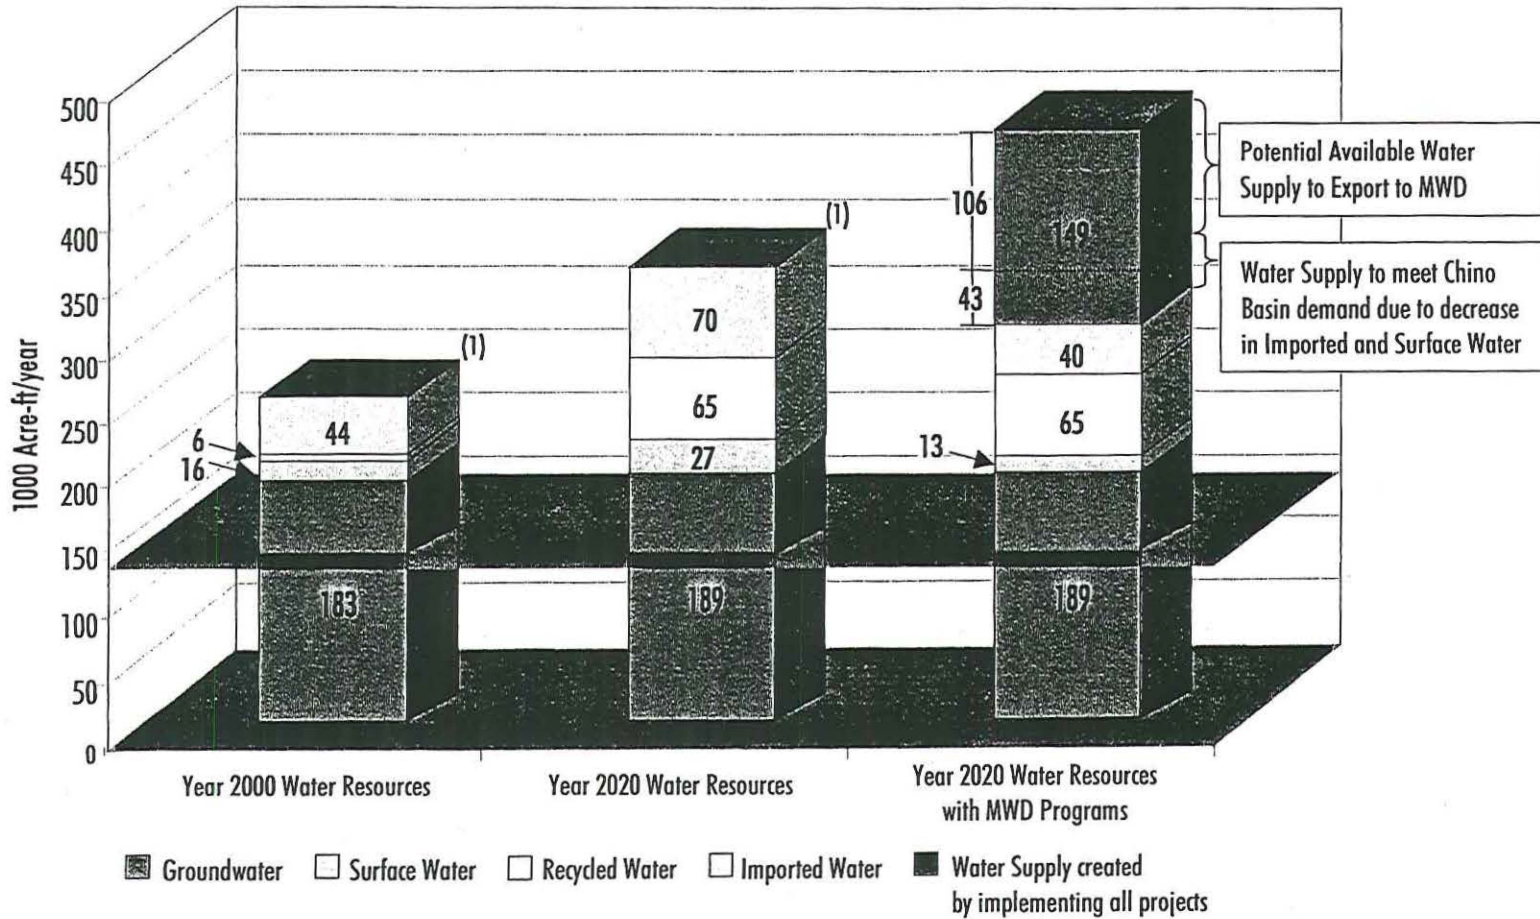 500
450
400
350
300
250
200
150
100
50
0
1000 Acre-ft/year
(1)
(1)
44
6
16
183
70
65
27
189
106
149
43
40
65
13
189
Potential Available Water
Supply to Export to MWD
Water Supply to meet Chino
Basin demand due to decrease
in Imported and Surface Water
Year 2000 Water Resources
Year 2020 Water Resources
Year 2020 Water Resources
with MWD Programs
Groundwater
Surface Water
Recycled Water
Imported Water
Water Supply created
by implementing all projects